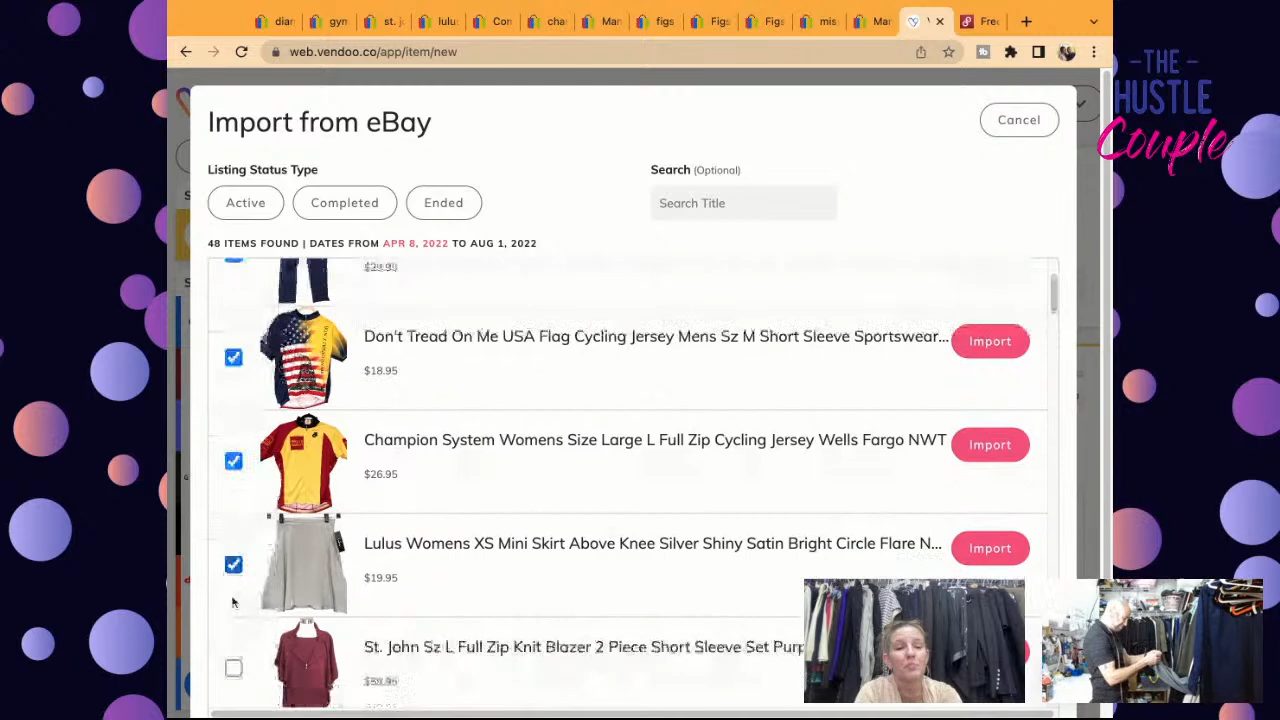 diar
gym
st. j
lulu
Con
cha
Man
figs
Figs
Figs
mis
Mar
V
Free
web.vendoo.co/app/item/new
-THE-
HUSTLE
Couple
Import from eBay
Cancel
Listing Status Type
Search (Optional)
Active
Completed
Ended
Search Title
48 ITEMS FOUND | DATES FROM APR 8, 2022 TO AUG 1, 2022
Don't Tread On Me USA Flag Cycling Jersey Mens Sz M Short Sleeve Sportswear...
Import
$18.95
Champion System Womens Size Large L Full Zip Cycling Jersey Wells Fargo NWT
Import
$26.95
Lulus Womens XS Mini Skirt Above Knee Silver Shiny Satin Bright Circle Flare N...
Import
$19.95
St. John Sz L Full Zip Knit Blazer 2 Piece Short Sleeve Set Purp